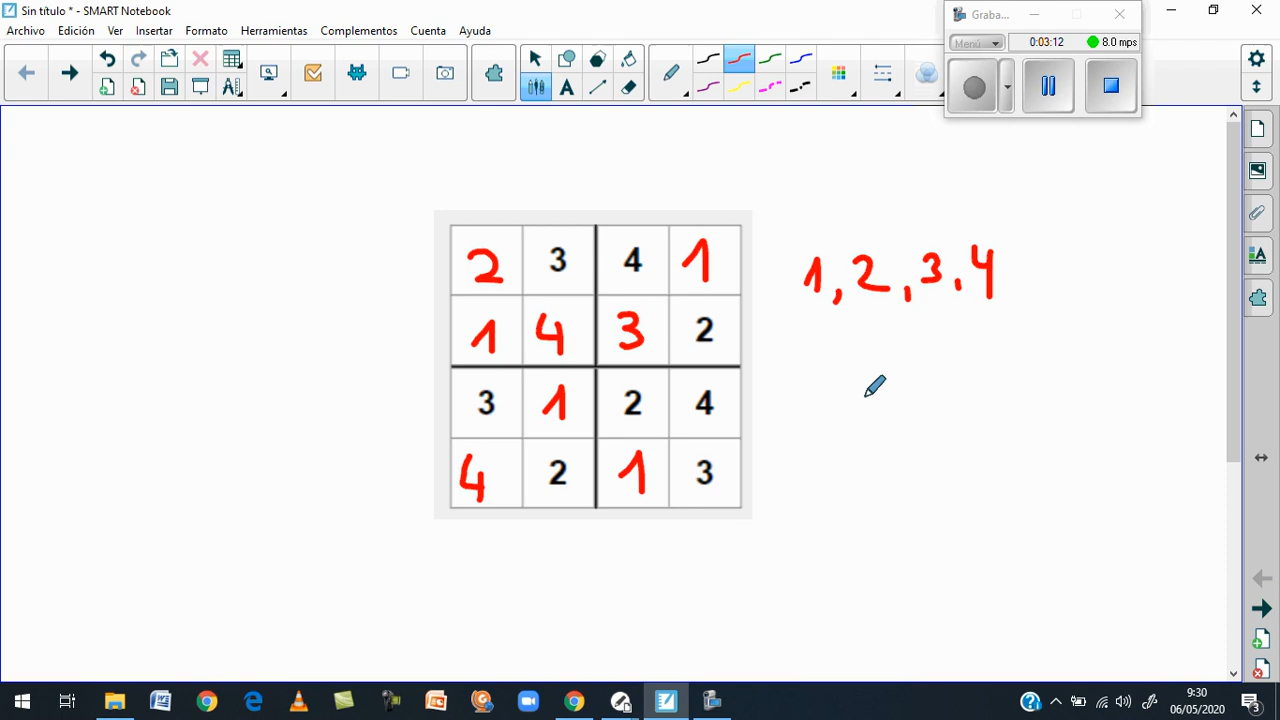 Sin título * - SMART Notebook
Graba...
Archivo Edición Ver Insertar Formato Herramientas Complementos Cuenta Ayuda
Menú 0:03:12 8.0 mps
2 3 4 1
1 4 3 2
3 1 2 4
4 2 1 3
1, 2, 3, 4
9:30
06/05/2020
3